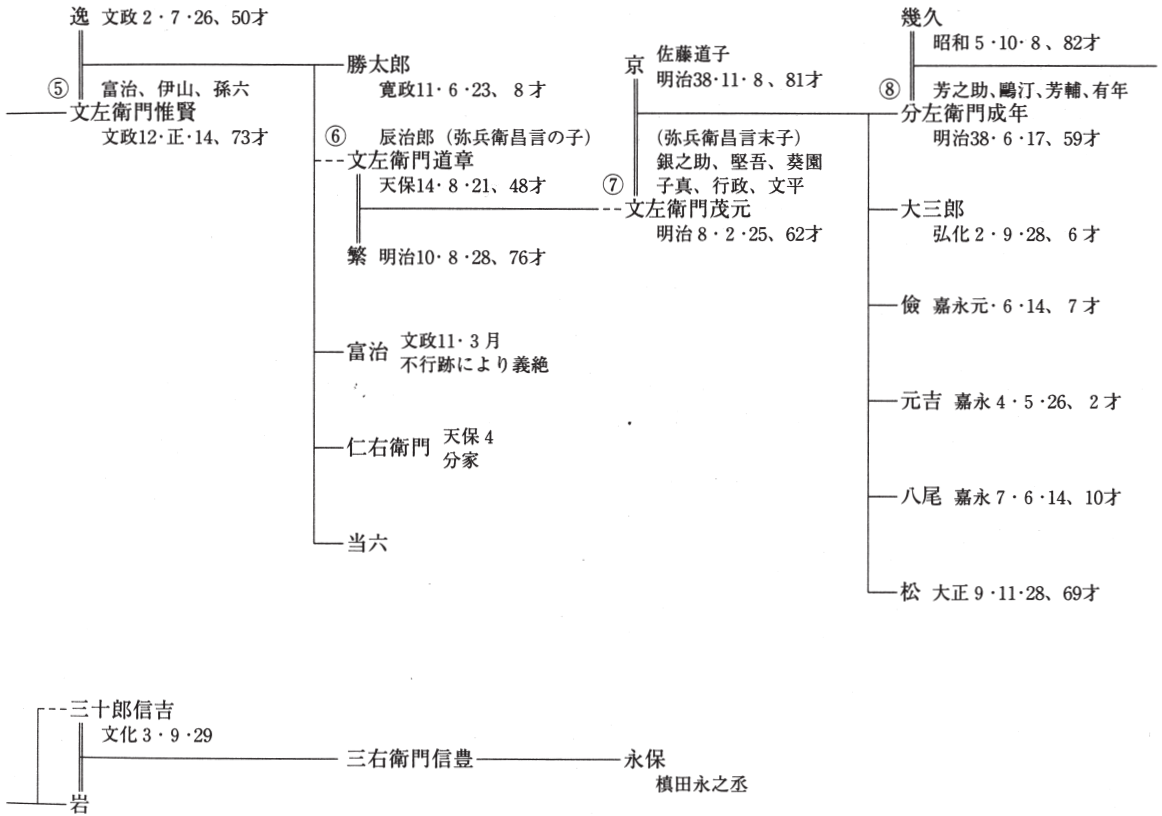 逸 文政2・7・26、50才
⑤ 富治、伊山、孫六
文左衛門惟賢
文政12・正・14、73才
勝太郎
寛政11・6・23、8才
⑥ 辰治郎（弥兵衛昌言の子）
文左衛門道章
天保14・8・21、48才
繁 明治10・8・28、76才
富治 文政11・3月
不行跡により義絶
仁右衛門 天保4
分家
当六
京 佐藤道子
明治38・11・8、81才
（弥兵衛昌言末子）
銀之助、堅吾、葵園
⑦ 子真、行政、文平
文左衛門茂元
明治8・2・25、62才
幾久
昭和5・10・8、82才
⑧ 芳之助、鷗汀、芳輔、有年
分左衛門成年
明治38・6・17、59才
大三郎
弘化2・9・28、6才
儉 嘉永元・6・14、7才
元吉 嘉永4・5・26、2才
八尾 嘉永7・6・14、10才
松 大正9・11・28、69才
三十郎信吉
文化3・9・29
岩
三右衛門信豊
永保
槙田永之丞